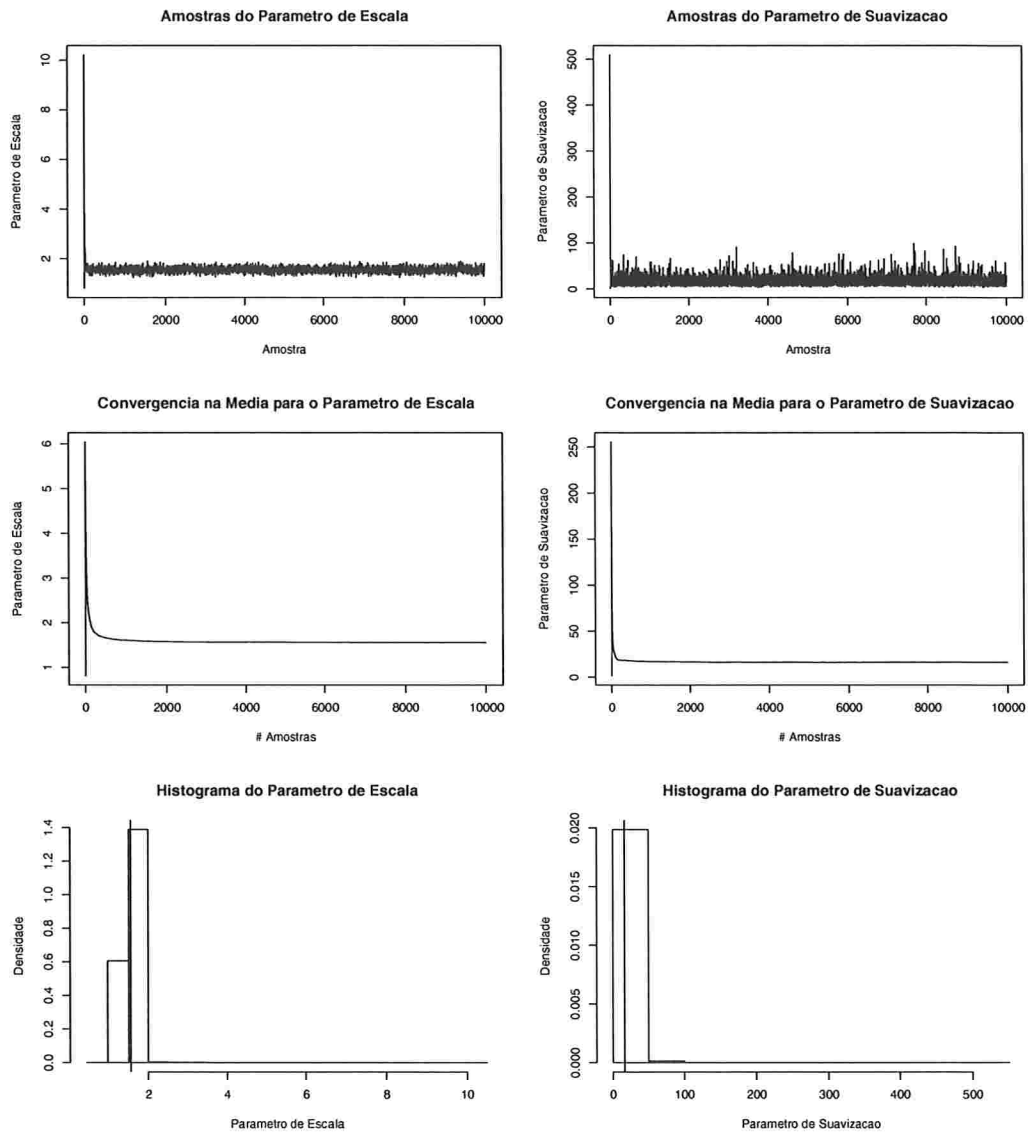 Amostras do Parametro de Escala
Parametro de Escala
10
8
6
4
2
0 2000 4000 6000 8000 10000
Amostra
Amostras do Parametro de Suavizacao
Parametro de Suavizacao
500
400
300
200
100
0
0 2000 4000 6000 8000 10000
Amostra
Convergencia na Media para o Parametro de Escala
Parametro de Escala
6
5
4
3
2
1
0 2000 4000 6000 8000 10000
# Amostras
Convergencia na Media para o Parametro de Suavizacao
Parametro de Suavizacao
250
200
150
100
50
0
0 2000 4000 6000 8000 10000
# Amostras
Histograma do Parametro de Escala
Densidade
1.4
1.2
1.0
0.8
0.6
0.4
0.2
0.0
2 4 6 8 10
Parametro de Escala
Histograma do Parametro de Suavizacao
Densidade
0.020
0.015
0.010
0.005
0.000
0 100 200 300 400 500
Parametro de Suavizacao